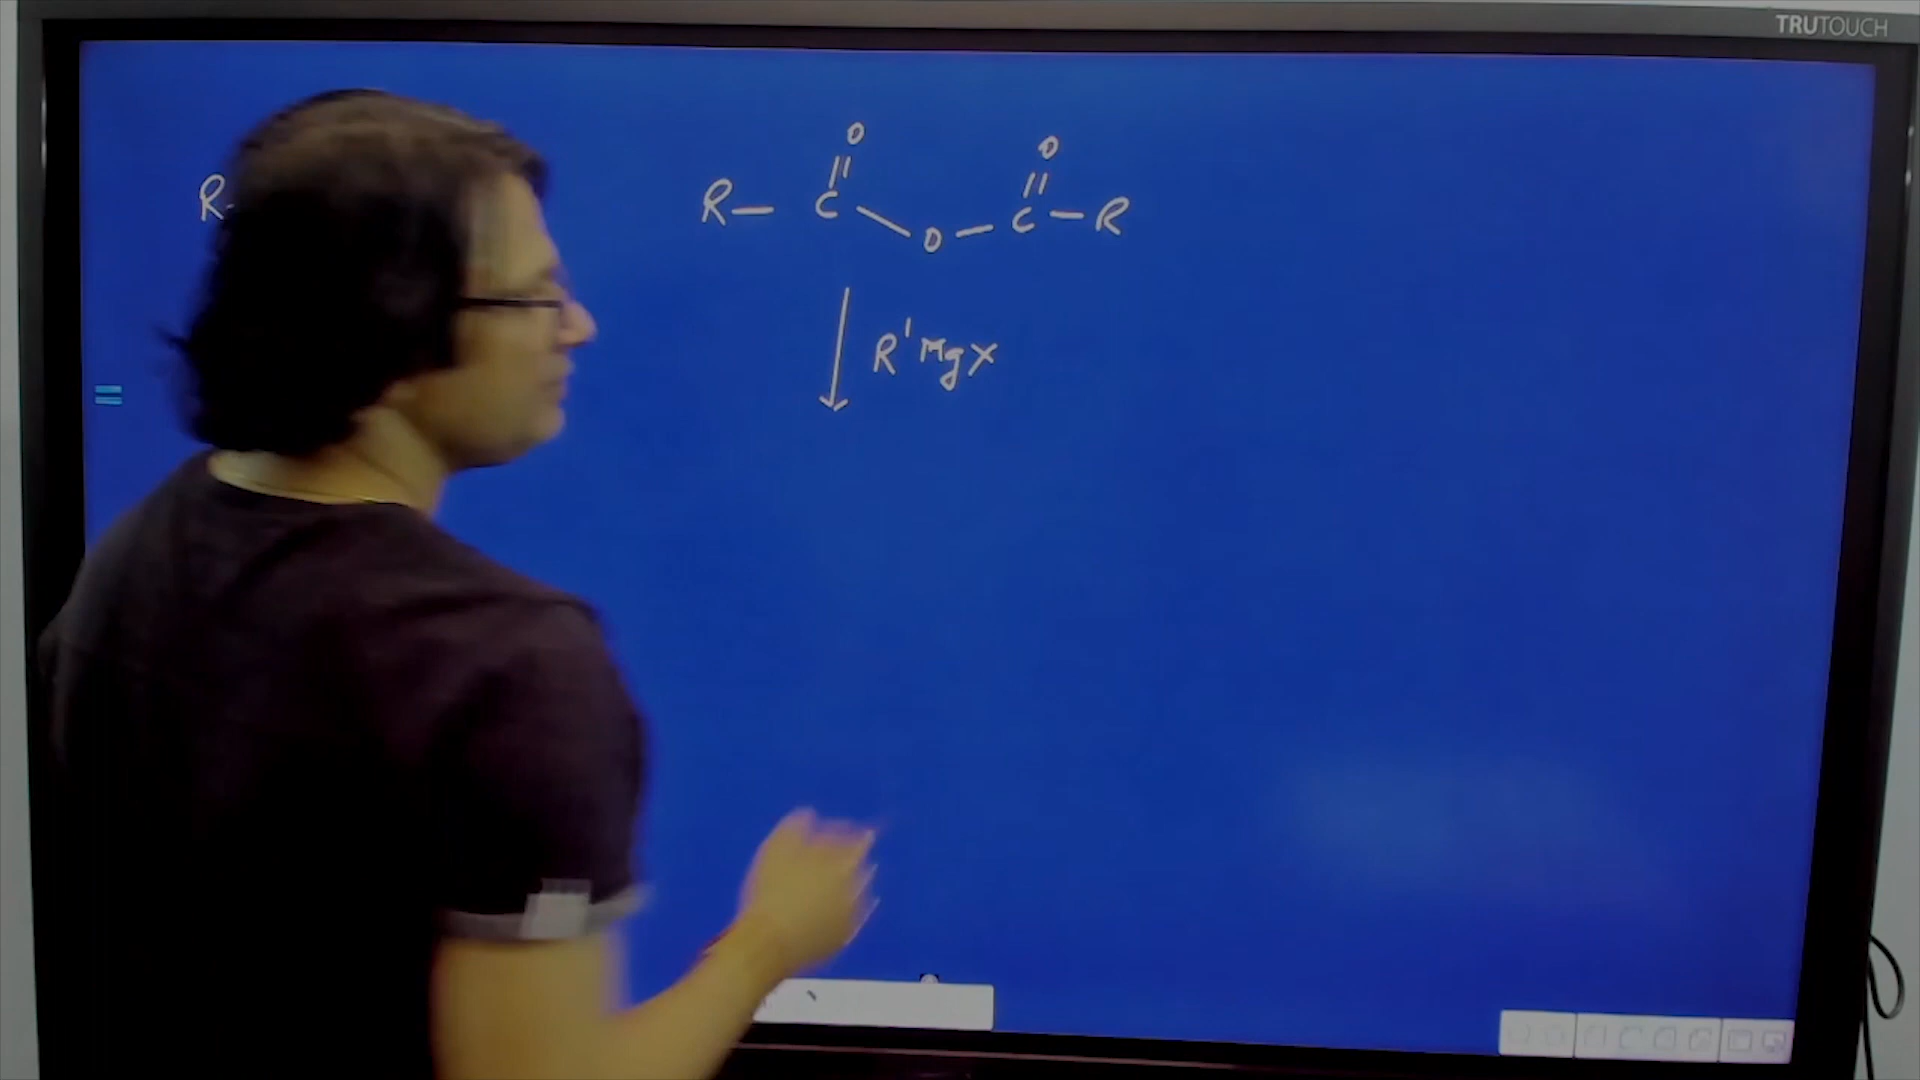 TRUTOUCH
O O
|| ||
R- R— C \ O — C — R
R'MgX